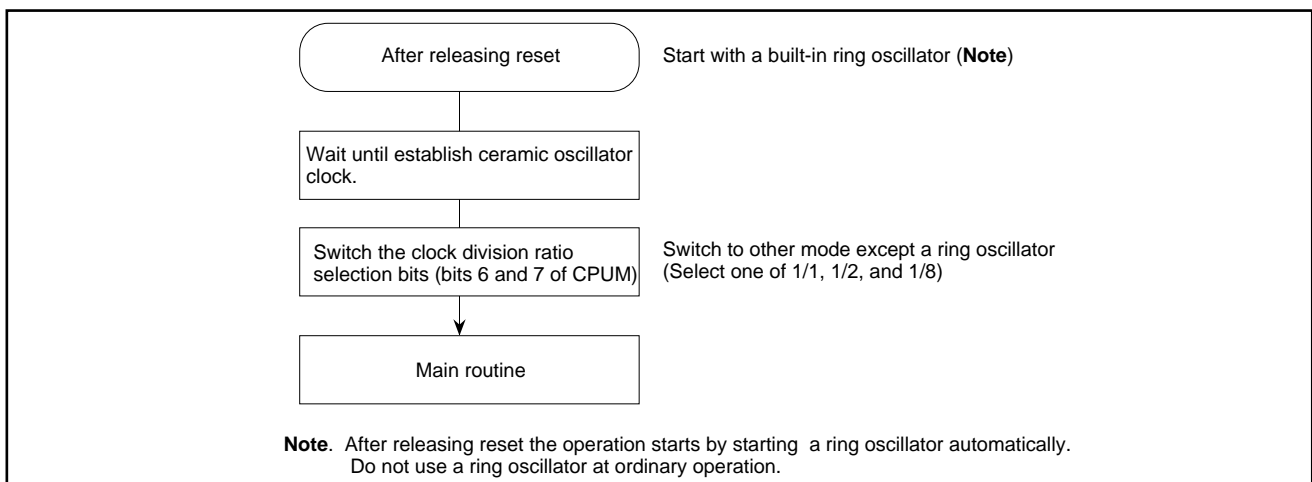 After releasing reset
Start with a built-in ring oscillator (Note)
Wait until establish ceramic oscillator
clock.
Switch the clock division ratio
selection bits (bits 6 and 7 of CPUM)
Switch to other mode except a ring oscillator
(Select one of 1/1, 1/2, and 1/8)
Main routine
Note. After releasing reset the operation starts by starting a ring oscillator automatically.
Do not use a ring oscillator at ordinary operation.